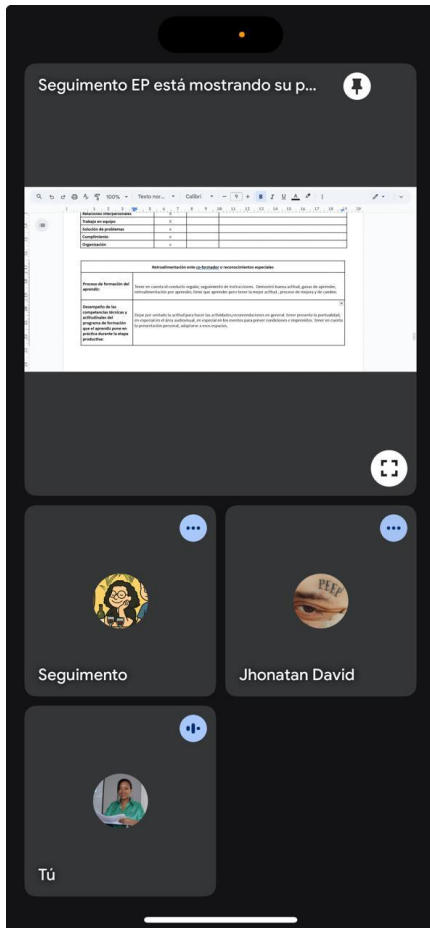 Seguimento EP está mostrando su p...
100%
Texto nor...
Calibri
9
B I U A
Relaciones interpersonales X
Trabajo en equipo X
Solución de problemas x
Cumplimiento x
Organización x
Retroalimentación ente co-formador o reconocimientos especiales
Proceso de formación del
aprendiz:
Tener en cuenta el conducto regular, seguimiento de instrucciones. Demostró buena actitud, ganas de aprender,
retroalimentación por aprendiz; tiene que aprender pero tener la mejor actitud , proceso de mejora y de cambio.
Desempeño de las
competencias técnicas y
actitudinales del
programa de formación
que el aprendiz pone en
práctica durante la etapa
productiva:
Dejar por sentado la actitud para hacer las actividades,recomendaciones en general, tener presente la puntualidad,
en especial en el área audiovisual, en especial en los eventos para prever condiciones e imprevistos. tener en cuenta
la presentación personal, adaptarse a esos espacios.
PEEP
Seguimento
Jhonatan David
Tú